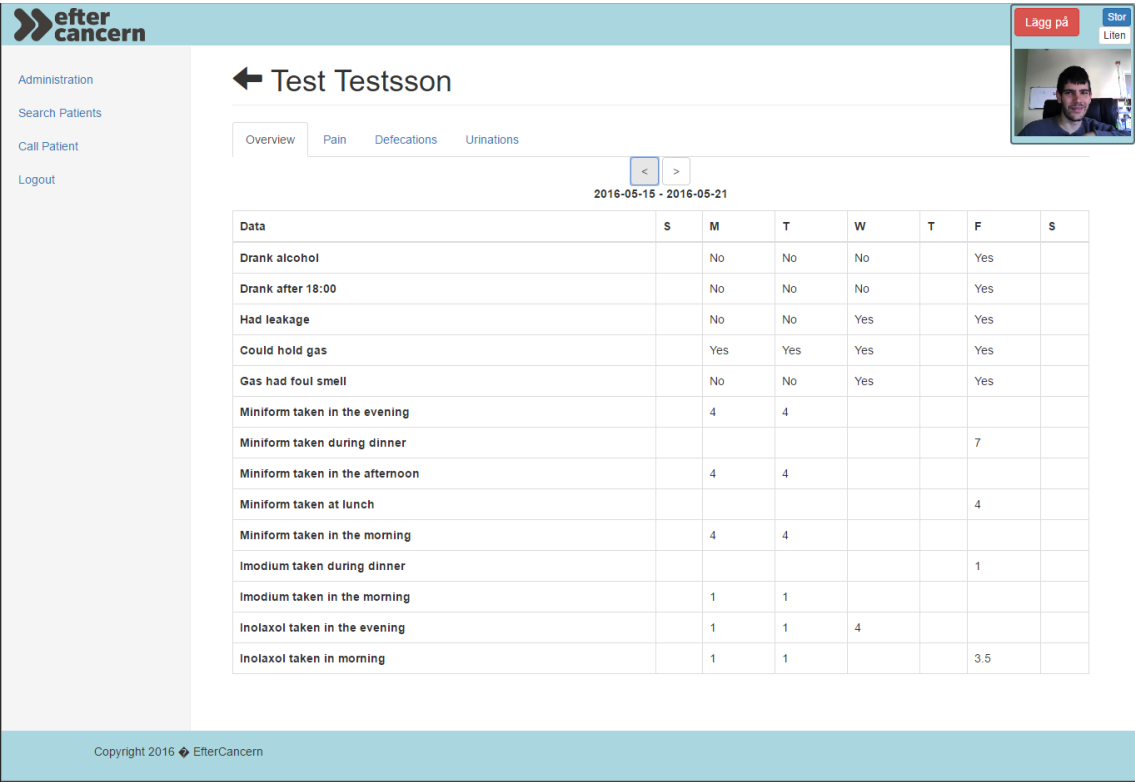 efter
cancern
Lägg på
Stor
Liten
Administration
Search Patients
Call Patient
Logout
Test Testsson
Overview Pain Defecations Urinations
< >
2016-05-15 - 2016-05-21
Data S M T W T F S
Drank alcohol No No No Yes
Drank after 18:00 No No No Yes
Had leakage No No Yes Yes
Could hold gas Yes Yes Yes Yes
Gas had foul smell No No Yes Yes
Miniform taken in the evening 4 4
Miniform taken during dinner 7
Miniform taken in the afternoon 4 4
Miniform taken at lunch 4
Miniform taken in the morning 4 4
Imodium taken during dinner 1
Imodium taken in the morning 1 1
Inolaxol taken in the evening 1 1 4
Inolaxol taken in morning 1 1 3.5
Copyright 2016 � EfterCancern